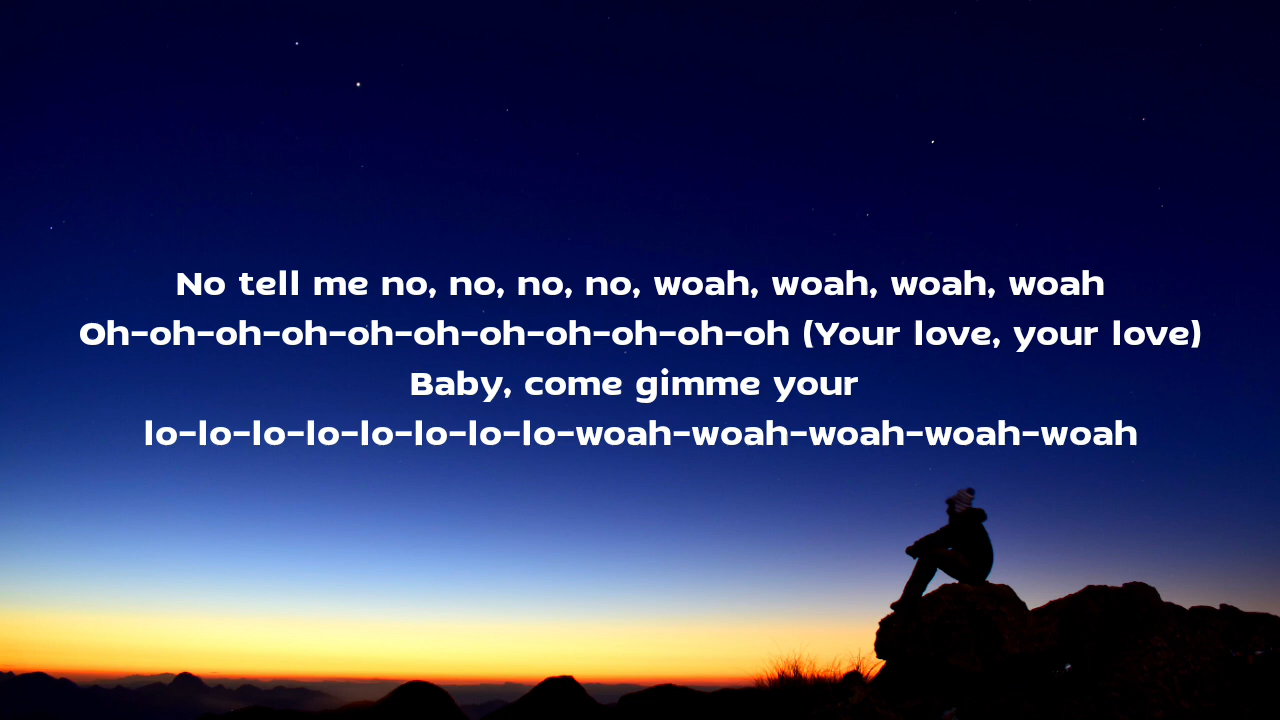 No tell me no, no, no, no, woah, woah, woah, woah
Oh-oh-oh-oh-oh-oh-oh-oh-oh-oh-oh (Your love, your love)
Baby, come gimme your
lo-lo-lo-lo-lo-lo-lo-lo-woah-woah-woah-woah-woah